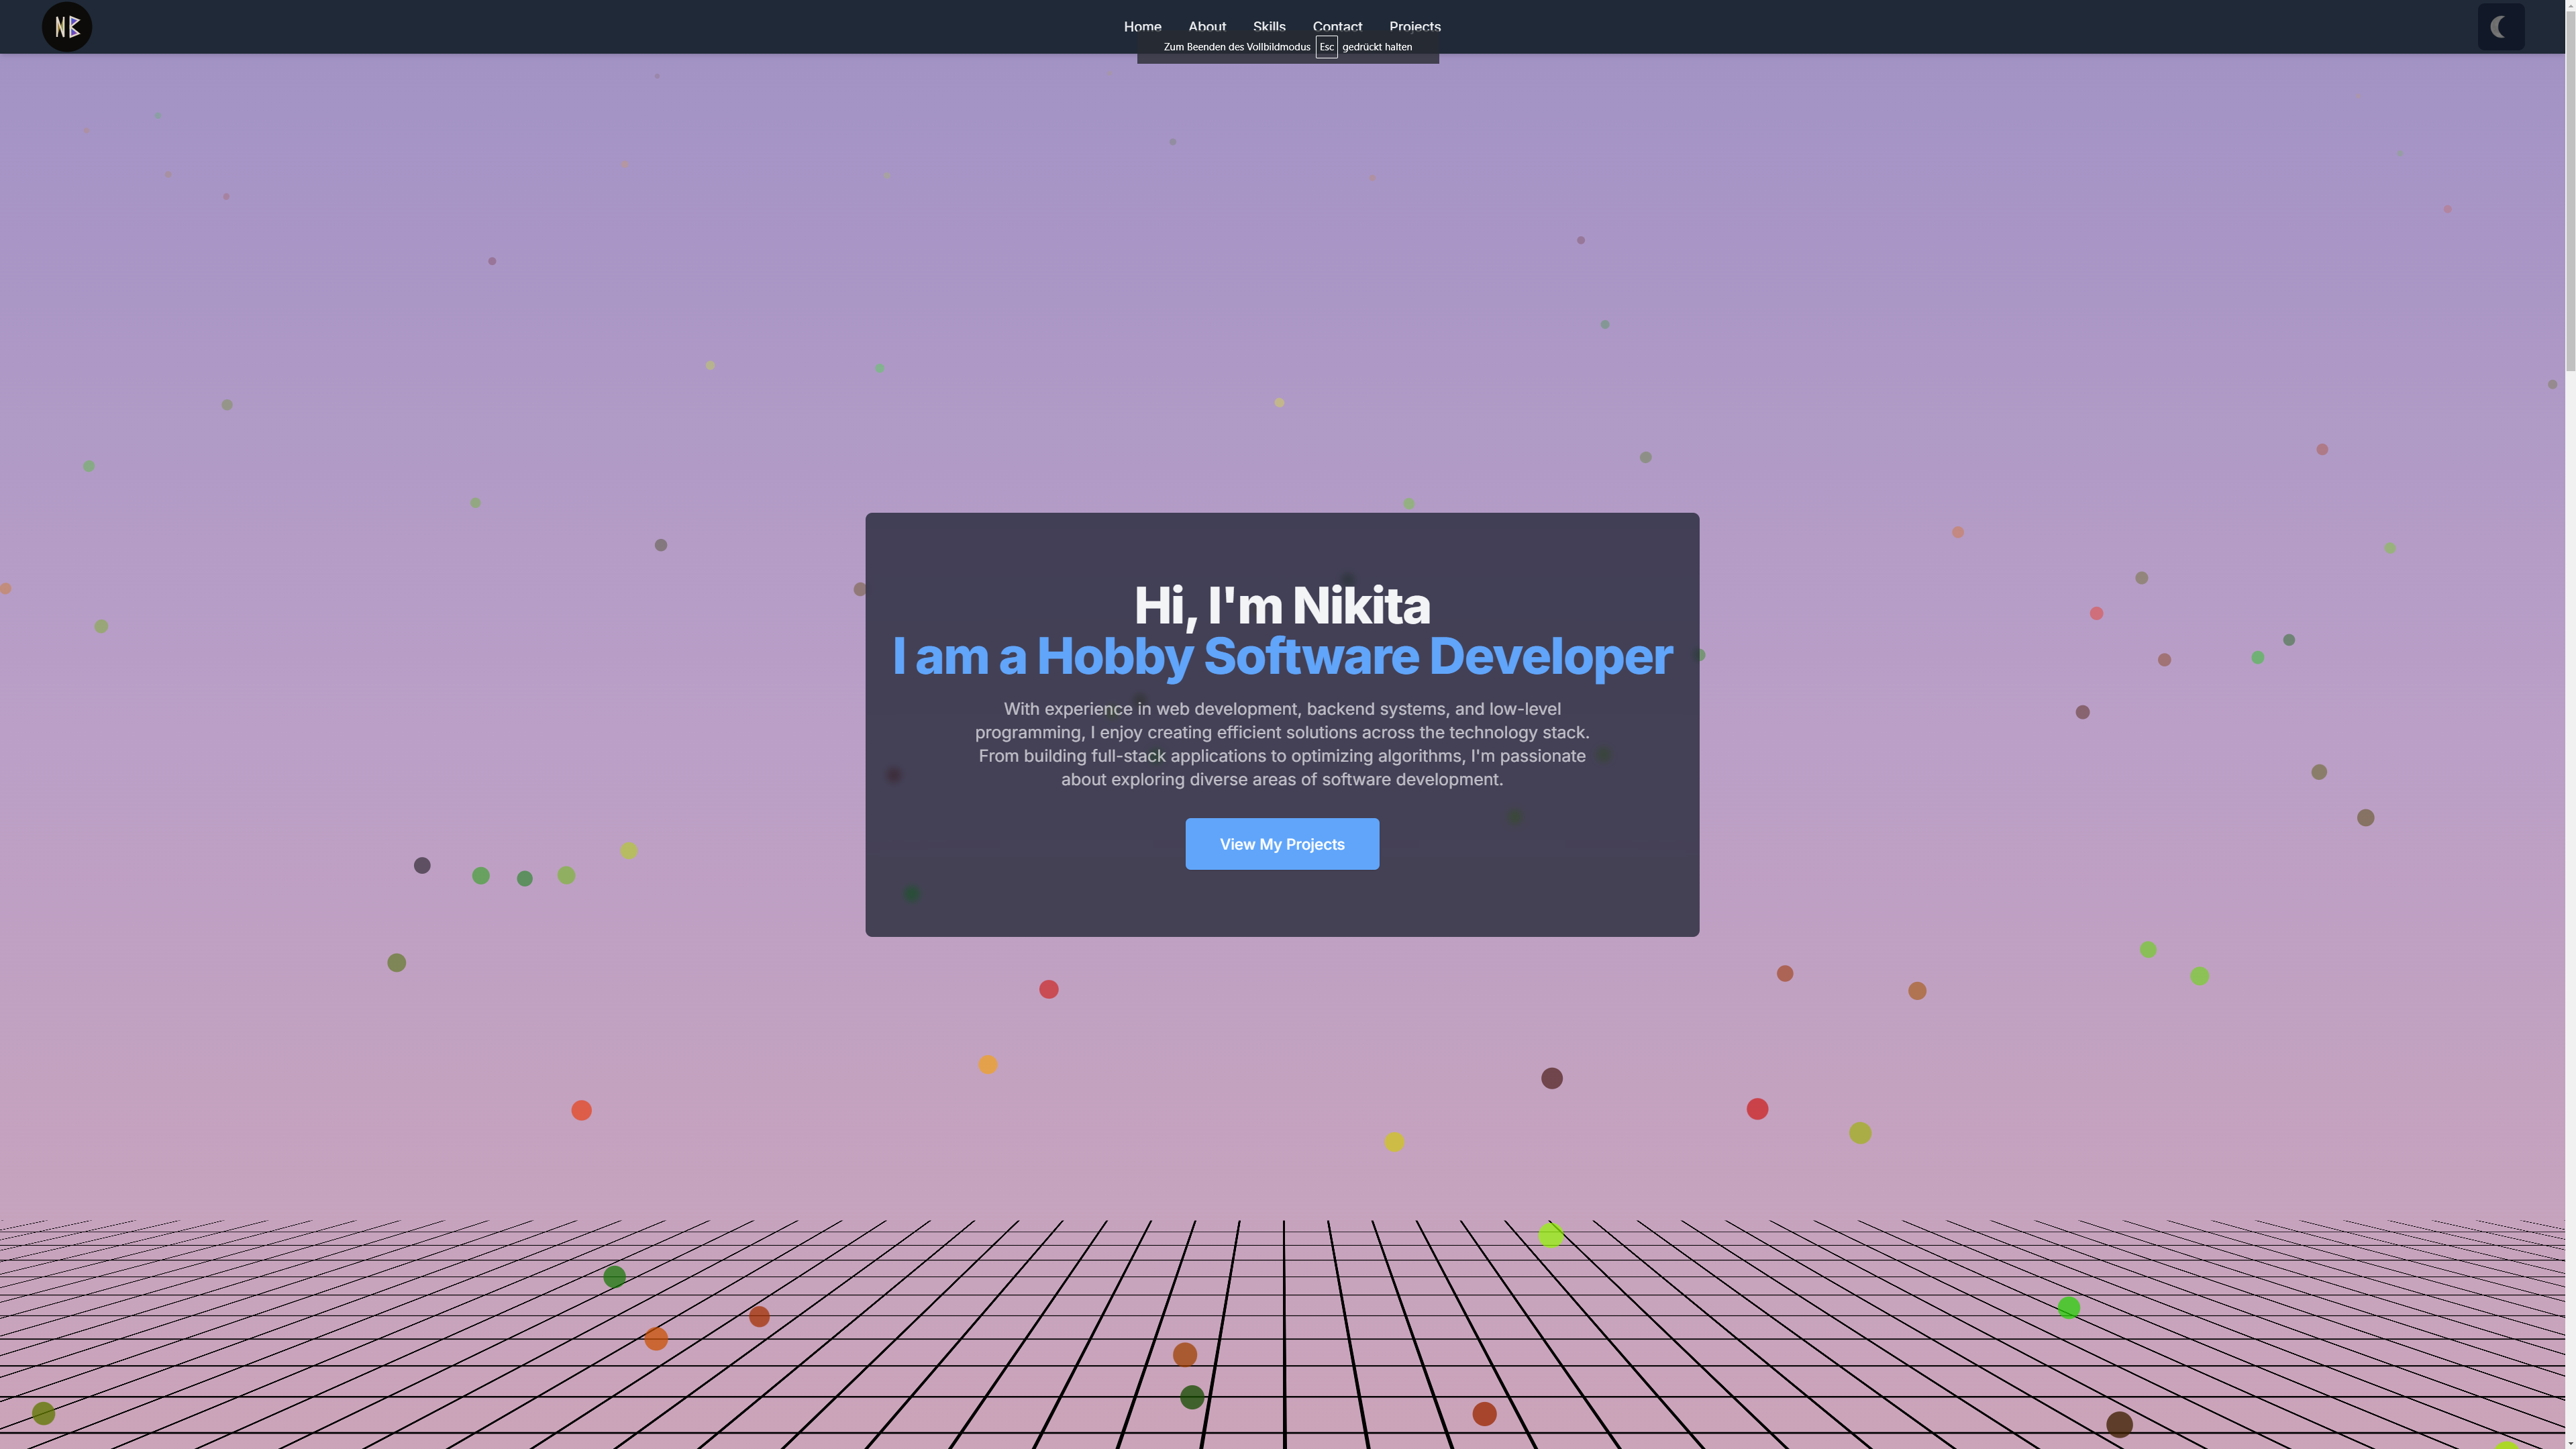 NB
Home About Skills Contact Projects
Zum Beenden des Vollbildmodus Esc gedrückt halten
Hi, I'm Nikita
I am a Hobby Software Developer
With experience in web development, backend systems, and low-level
programming, I enjoy creating efficient solutions across the technology stack.
From building full-stack applications to optimizing algorithms, I'm passionate
about exploring diverse areas of software development.
View My Projects